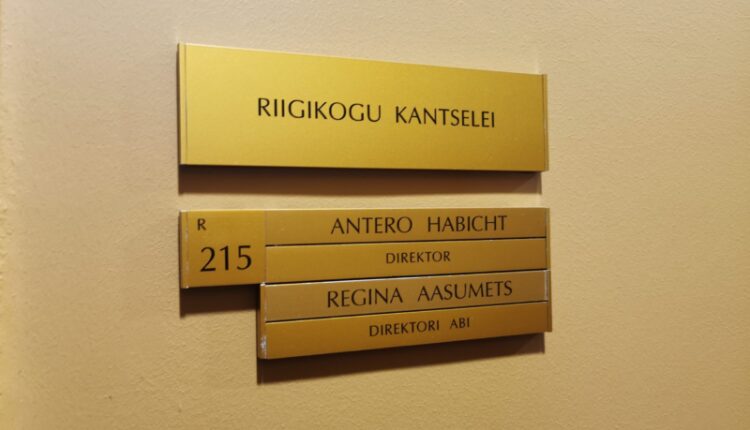 RIIGIKOGU KANTSELEI
R
215
ANTERO HABICHT
DIREKTOR
REGINA AASUMETS
DIREKTORI ABI